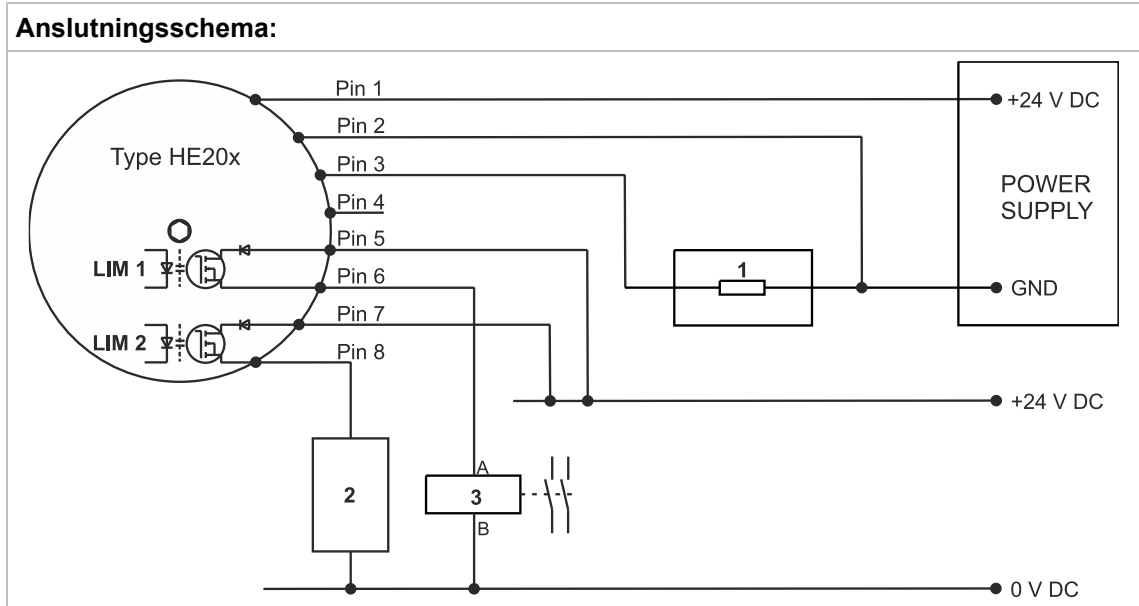 Anslutningsschema:
Pin 1
+24 V DC
Pin 2
Type HE20x
Pin 3
POWER
SUPPLY
Pin 4
Pin 5
LIM 1
Pin 6
1
GND
Pin 7
LIM 2
Pin 8
+24 V DC
2
A
3
B
0 V DC